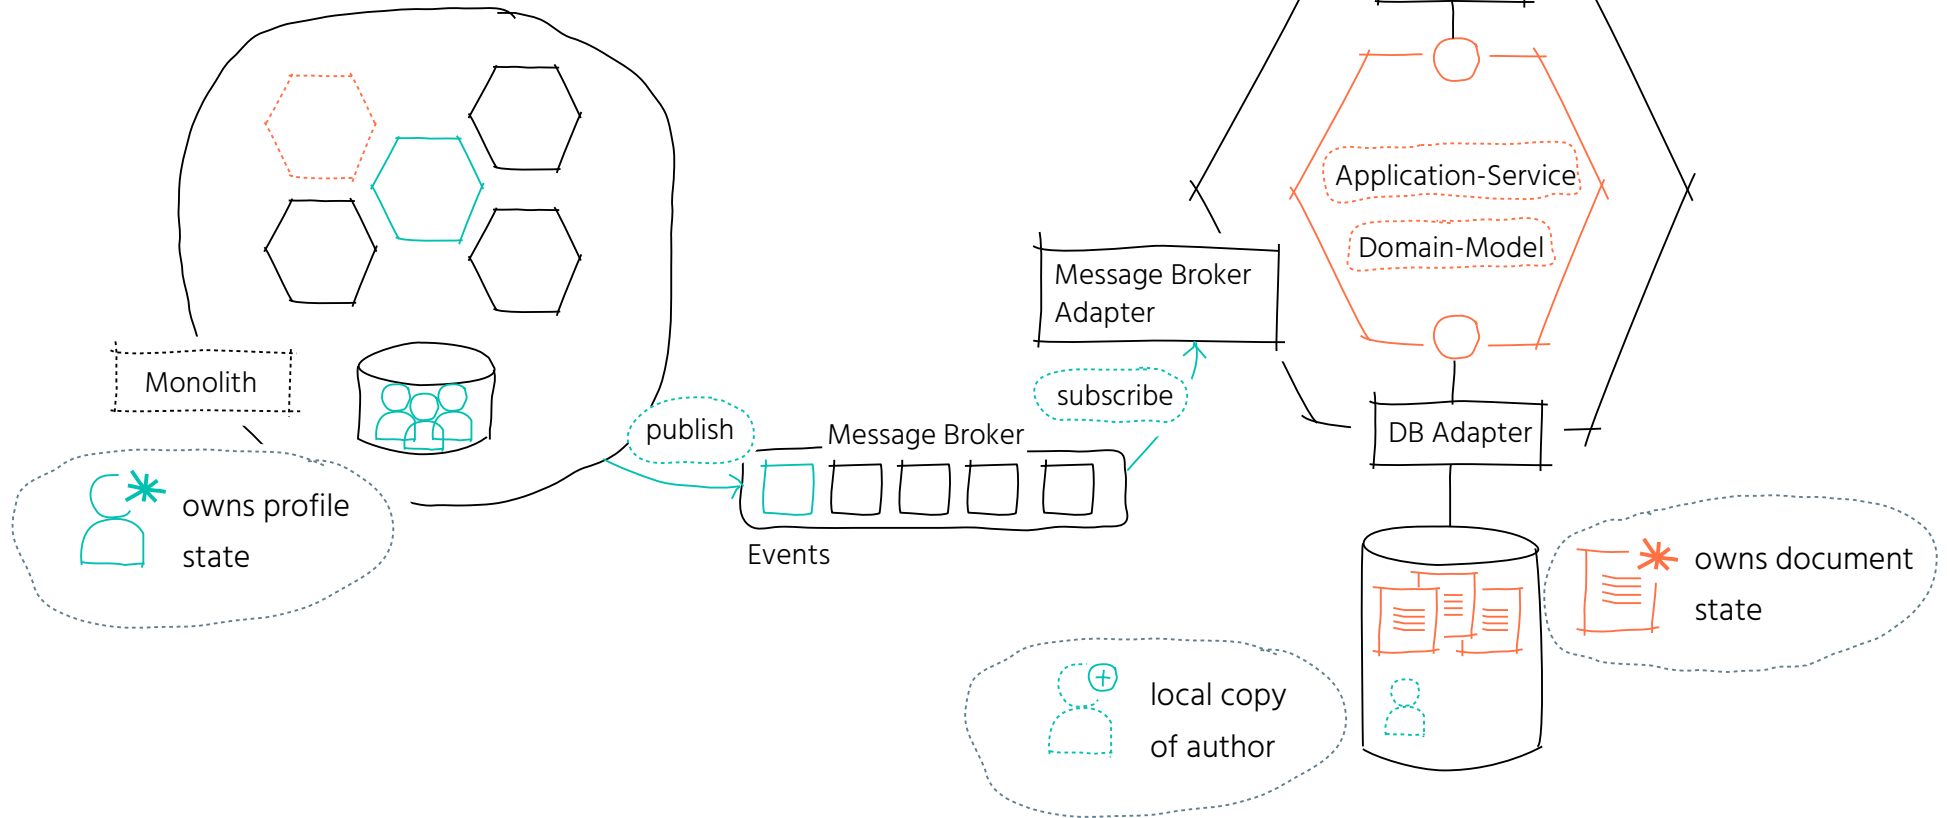 Application-Service
Domain-Model
Message Broker
Adapter
Monolith
subscribe
publish
Message Broker
DB Adapter
owns profile
state
Events
owns document
state
local copy
of author